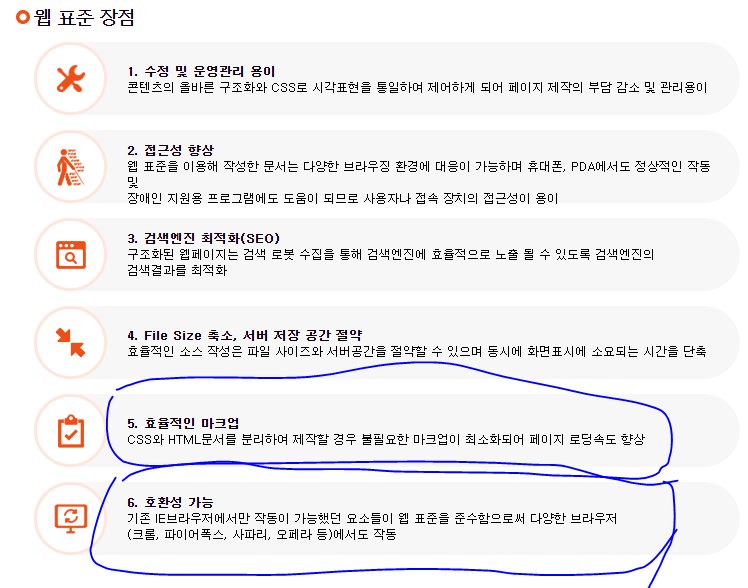 웹 표준 장점
1. 수정 및 운영관리 용이
콘텐츠의 올바른 구조화와 CSS로 시각표현을 통일하여 제어하게 되어 페이지 제작의 부담 감소 및 관리용이
2. 접근성 향상
웹 표준을 이용해 작성한 문서는 다양한 브라우징 환경에 대응이 가능하며 휴대폰, PDA에서도 정상적인 작동
및
장애인 지원용 프로그램에도 도움이 되므로 사용자나 접속 장치의 접근성이 용이
3. 검색엔진 최적화(SEO)
구조화된 웹페이지는 검색 로봇 수집을 통해 검색엔진에 효율적으로 노출 될 수 있도록 검색엔진의
검색결과를 최적화
4. File Size 축소, 서버 저장 공간 절약
효율적인 소스 작성은 파일 사이즈와 서버공간을 절약할 수 있으며 동시에 화면표시에 소요되는 시간을 단축
5. 효율적인 마크업
CSS와 HTML문서를 분리하여 제작할 경우 불필요한 마크업이 최소화되어 페이지 로딩속도 향상
6. 호환성 가능
기존 IE브라우저에서만 작동이 가능했던 요소들이 웹 표준을 준수함으로써 다양한 브라우저
(크롬, 파이어폭스, 사파리, 오페라 등)에서도 작동